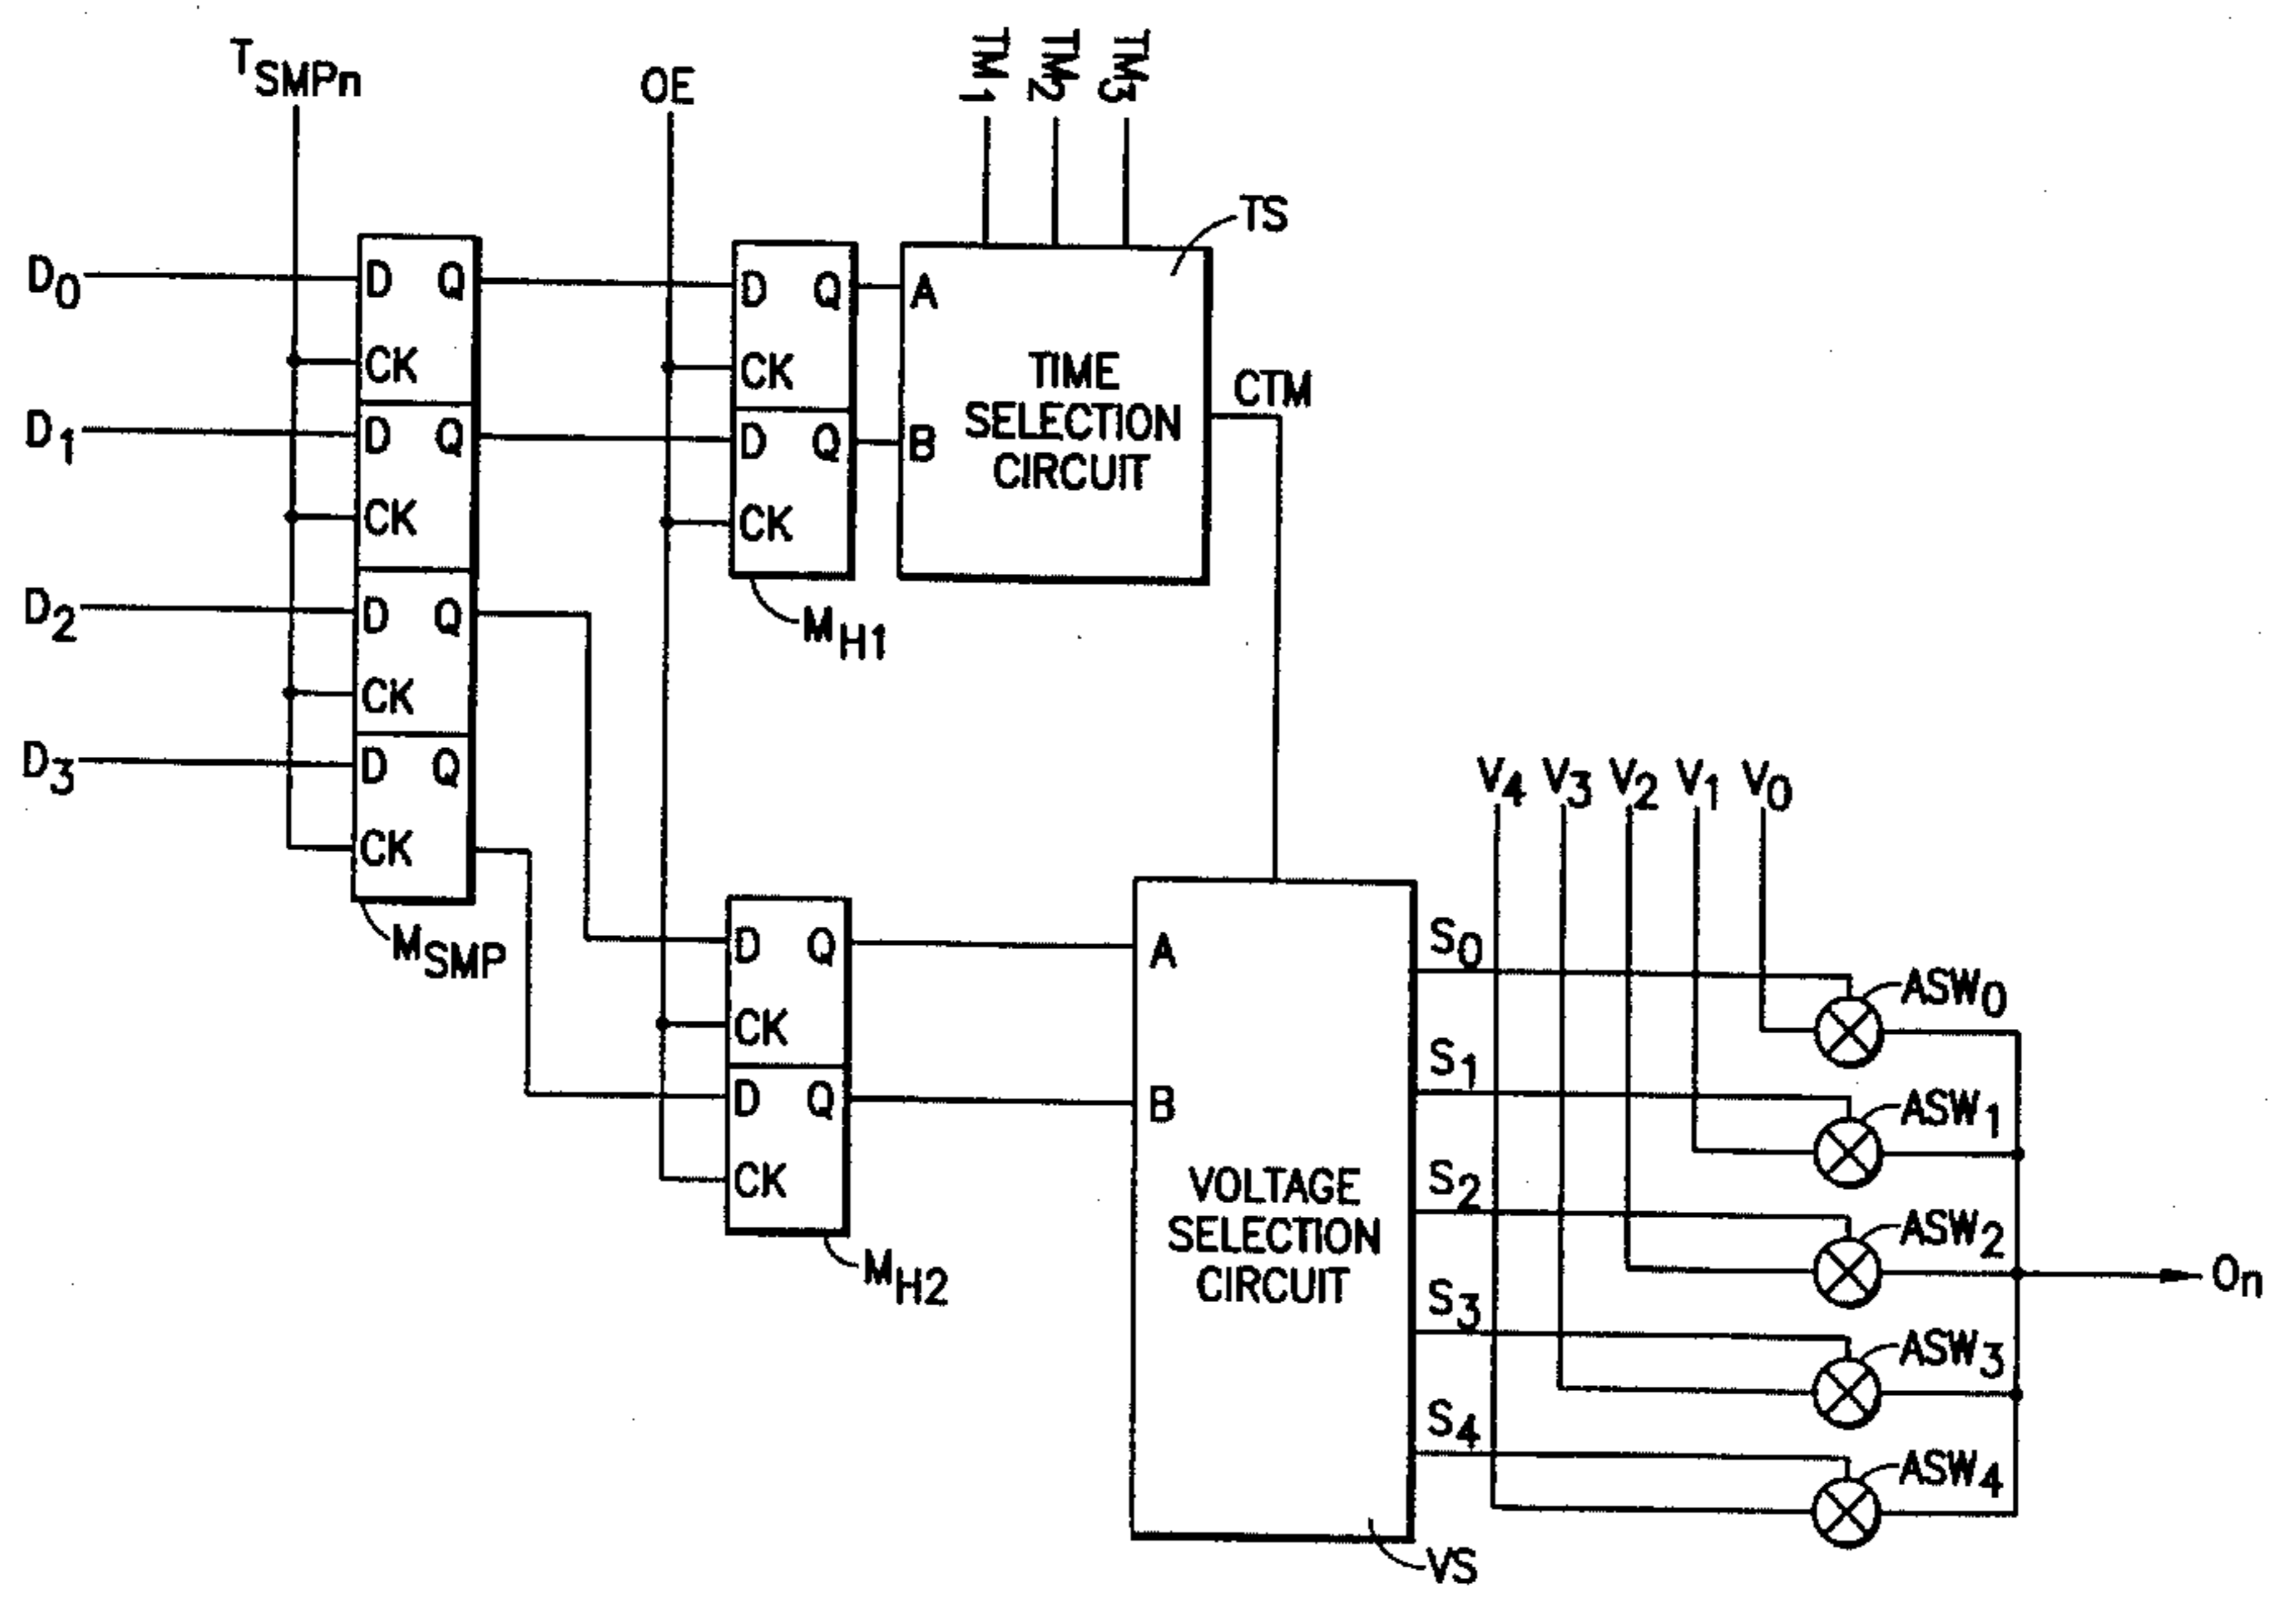 TSMPn
OE
TM1
TM2
TM3
TS
D0
D Q
CK
D1
D Q
CK
D2
D Q
CK
D3
D Q
CK
MSMP
D Q
CK
D Q
CK
MH1
A
B
TIME
SELECTION
CIRCUIT
CTM
D Q
CK
D Q
CK
MH2
A
B
VOLTAGE
SELECTION
CIRCUIT
VS
V4 V3 V2 V1 V0
S0
ASW0
S1
ASW1
S2
ASW2
S3
ASW3
S4
ASW4
On